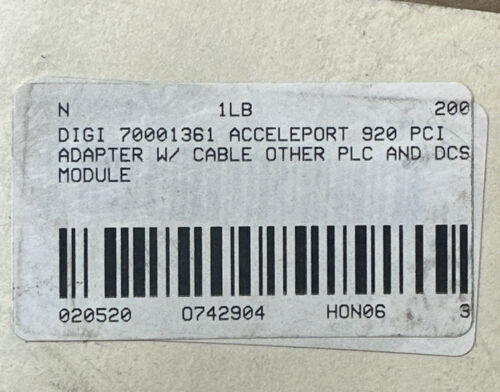 N 1LB 200
DIGI 70001361 ACCELEPORT 920 PCI
ADAPTER W/ CABLE OTHER PLC AND DCS
MODULE
020520 0742904 HON06 3